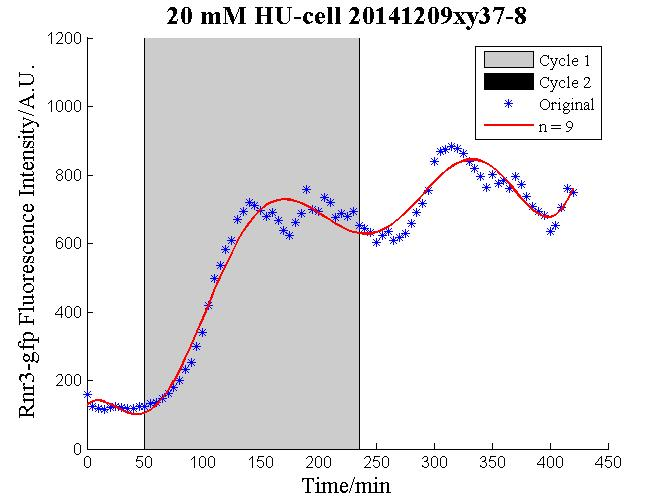 20 mM HU-cell 20141209xy37-8
Rnr3-gfp Fluorescence Intensity/A.U.
1200
1000
800
600
400
200
0
Cycle 1
Cycle 2
Original
n = 9
0 50 100 150 200 250 300 350 400 450
Time/min